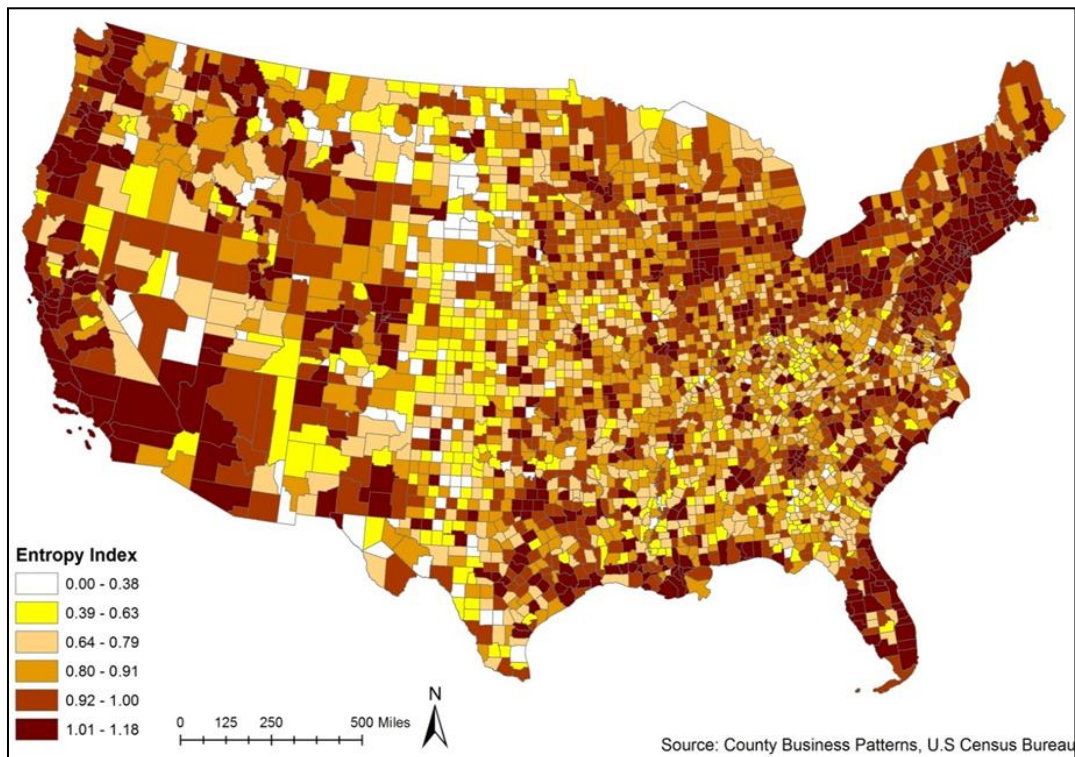 Entropy Index
0.00 - 0.38
0.39 - 0.63
0.64 - 0.79
0.80 - 0.91
0.92 - 1.00
1.01 - 1.18
N
0 125 250 500 Miles
Source: County Business Patterns, U.S Census Bureau